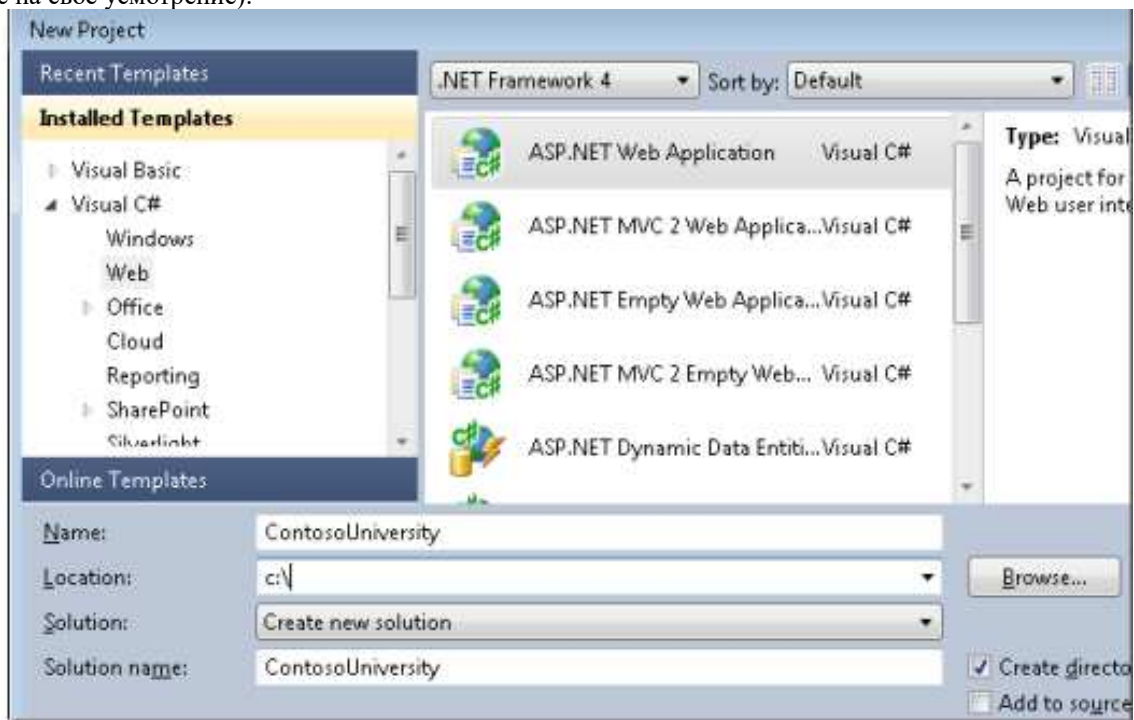 е на свое усмотрение).
New Project
Recent Templates
Installed Templates
Visual Basic
Visual C#
Windows
Web
Office
Cloud
Reporting
SharePoint
Silverlight
Online Templates
.NET Framework 4 Sort by: Default
ASP.NET Web Application Visual C#
ASP.NET MVC 2 Web Applica...Visual C#
ASP.NET Empty Web Applica...Visual C#
ASP.NET MVC 2 Empty Web... Visual C#
ASP.NET Dynamic Data Entiti...Visual C#
Type: Visual
A project for
Web user inte
Name: ContosoUniversity
Location: c:\ Browse...
Solution: Create new solution
Solution name: ContosoUniversity
Create directo
Add to source